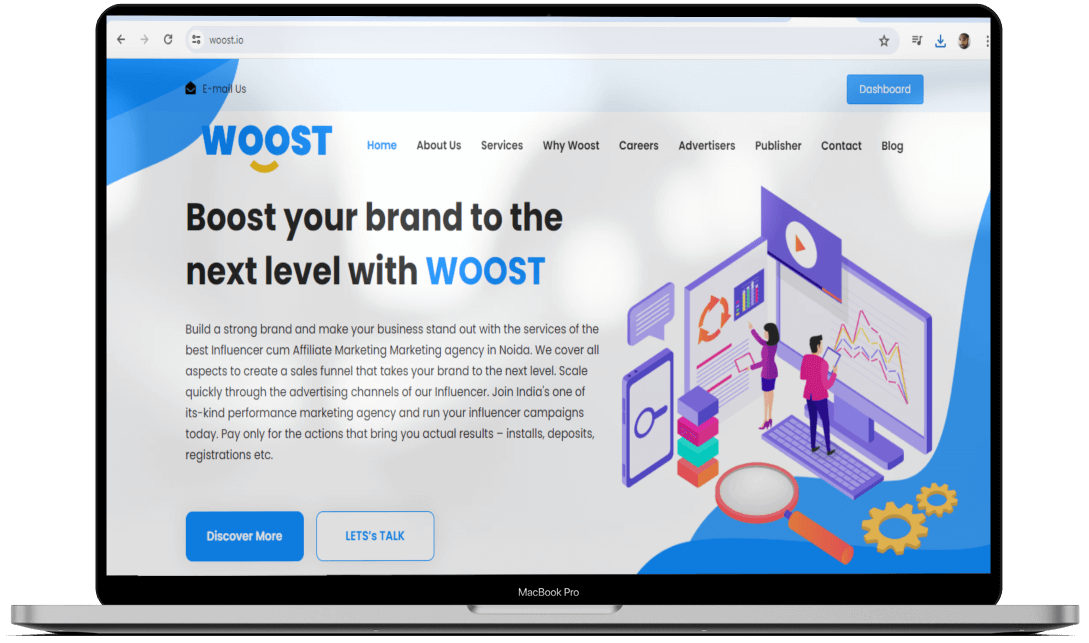 woost.io
E-mail Us
Dashboard
WOOST
Home About Us Services Why Woost Careers Advertisers Publisher Contact Blog
Boost your brand to the
next level with WOOST
Build a strong brand and make your business stand out with the services of the
best Influencer cum Affiliate Marketing Marketing agency in Noida. We cover all
aspects to create a sales funnel that takes your brand to the next level. Scale
quickly through the advertising channels of our Influencer. Join India's one of
its-kind performance marketing agency and run your influencer campaigns
today. Pay only for the actions that bring you actual results – installs, deposits,
registrations etc.
Discover More
LETS's TALK
MacBook Pro